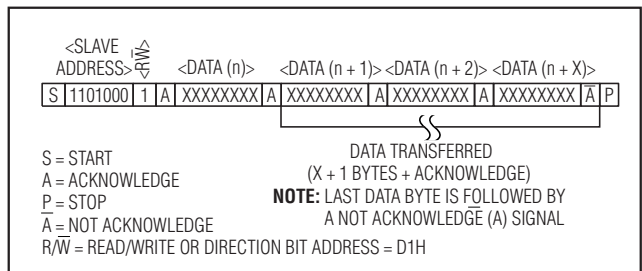 <SLAVE
ADDRESS> <R/W̅> <DATA (n)> <DATA (n + 1)> <DATA (n + 2)> <DATA (n + X)>
S 1101000 1 A XXXXXXXX A XXXXXXXX A XXXXXXXX A XXXXXXXX A̅ P
S = START
A = ACKNOWLEDGE
P = STOP
A̅ = NOT ACKNOWLEDGE
R/W̅ = READ/WRITE OR DIRECTION BIT ADDRESS = D1H
DATA TRANSFERRED
(X + 1 BYTES + ACKNOWLEDGE)
NOTE: LAST DATA BYTE IS FOLLOWED BY
A NOT ACKNOWLEDGE (A̅) SIGNAL